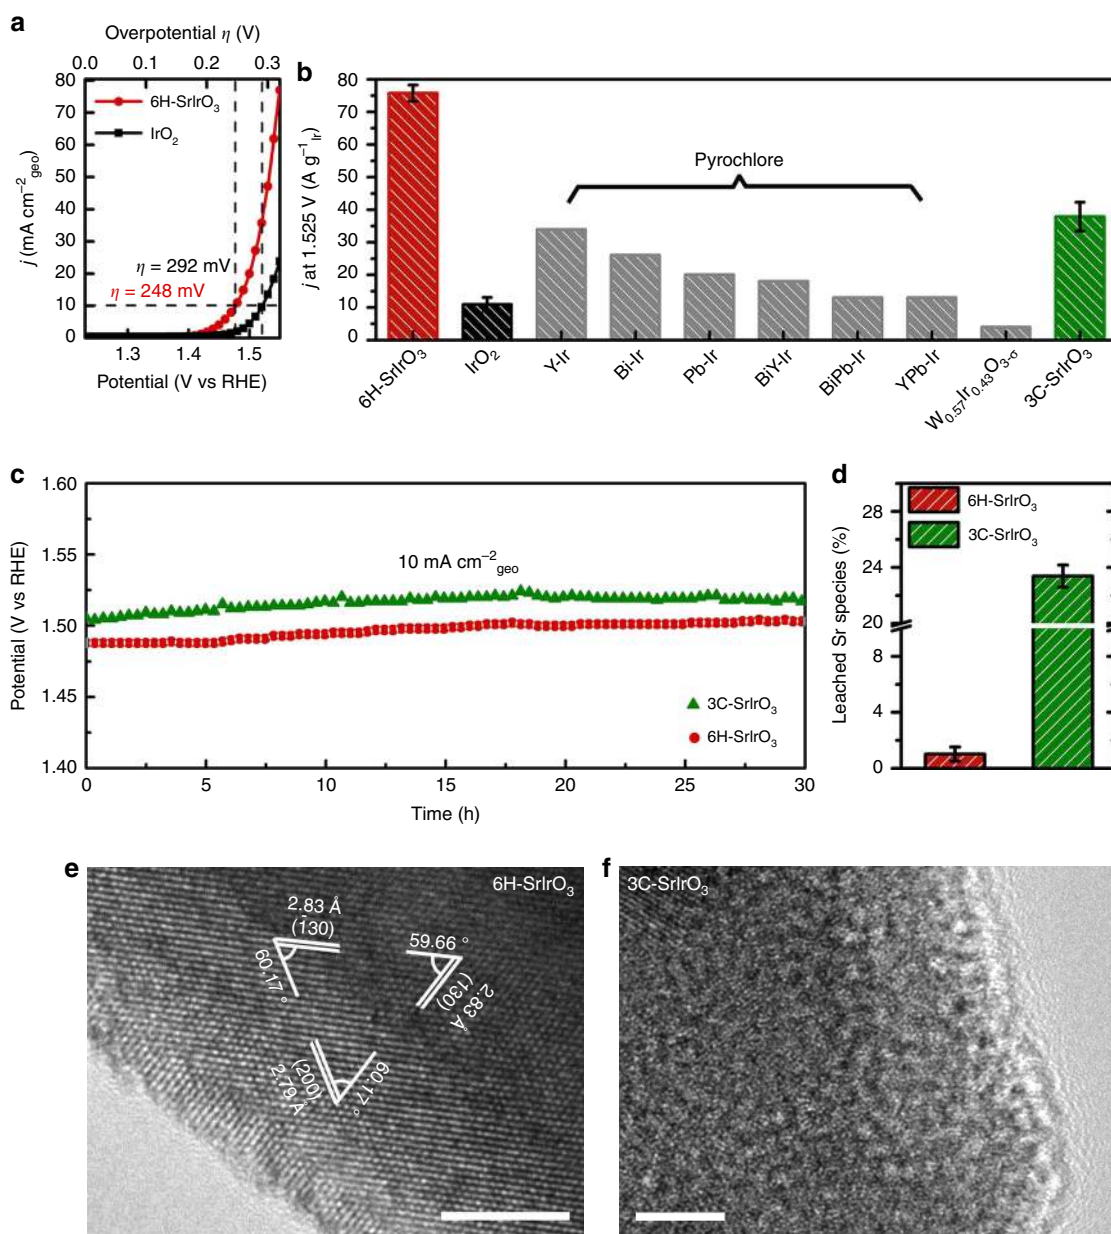 a
Overpotential η (V)
0.0 0.1 0.2 0.3
80
70
60
50
40
30
20
10
0
j (mA cm⁻²geo)
6H-SrIrO₃
IrO₂
η = 292 mV
η = 248 mV
1.3 1.4 1.5
Potential (V vs RHE)
b
80
60
40
20
0
j at 1.525 V (A g⁻¹Ir)
Pyrochlore
6H-SrIrO₃
IrO₂
Y-Ir
Bi-Ir
Pb-Ir
BiY-Ir
BiPb-Ir
YPb-Ir
W₀.₅₇Ir₀.₄₃O₃₋σ
3C-SrIrO₃
c
1.60
1.55
1.50
1.45
1.40
Potential (V vs RHE)
10 mA cm⁻²geo
3C-SrIrO₃
6H-SrIrO₃
0 5 10 15 20 25 30
Time (h)
d
28
24
20
8
4
0
Leached Sr species (%)
6H-SrIrO₃
3C-SrIrO₃
e
6H-SrIrO₃
2.83 Å
(1̄30)
60.17 °
59.66 °
(130)
2.83 Å
(200)
2.79 Å
60.17°
f
3C-SrIrO₃